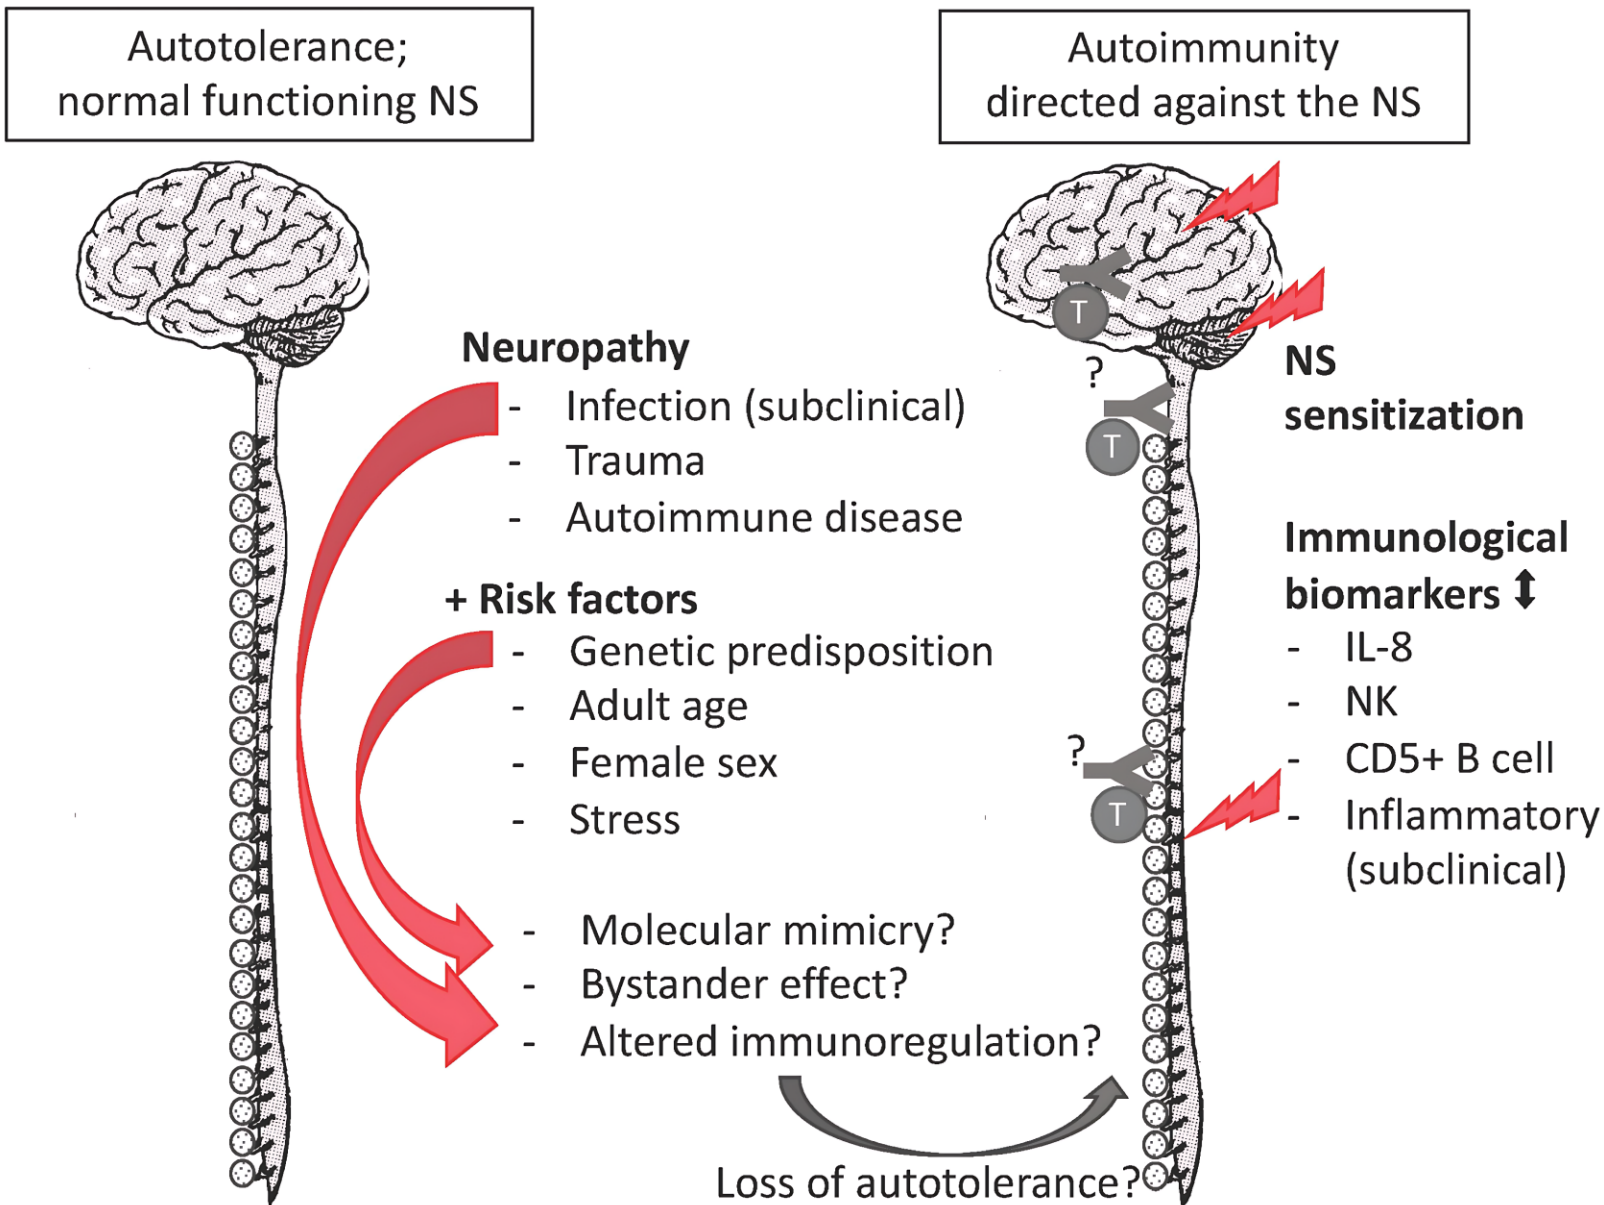 Autotolerance;
normal functioning NS
Autoimmunity
directed against the NS
Neuropathy
- Infection (subclinical)
- Trauma
- Autoimmune disease
+ Risk factors
- Genetic predisposition
- Adult age
- Female sex
- Stress
- Molecular mimicry?
- Bystander effect?
- Altered immunoregulation?
Loss of autotolerance?
T
?
T
?
T
NS
sensitization
Immunological
biomarkers ⬍
- IL-8
- NK
- CD5+ B cell
- Inflammatory
(subclinical)